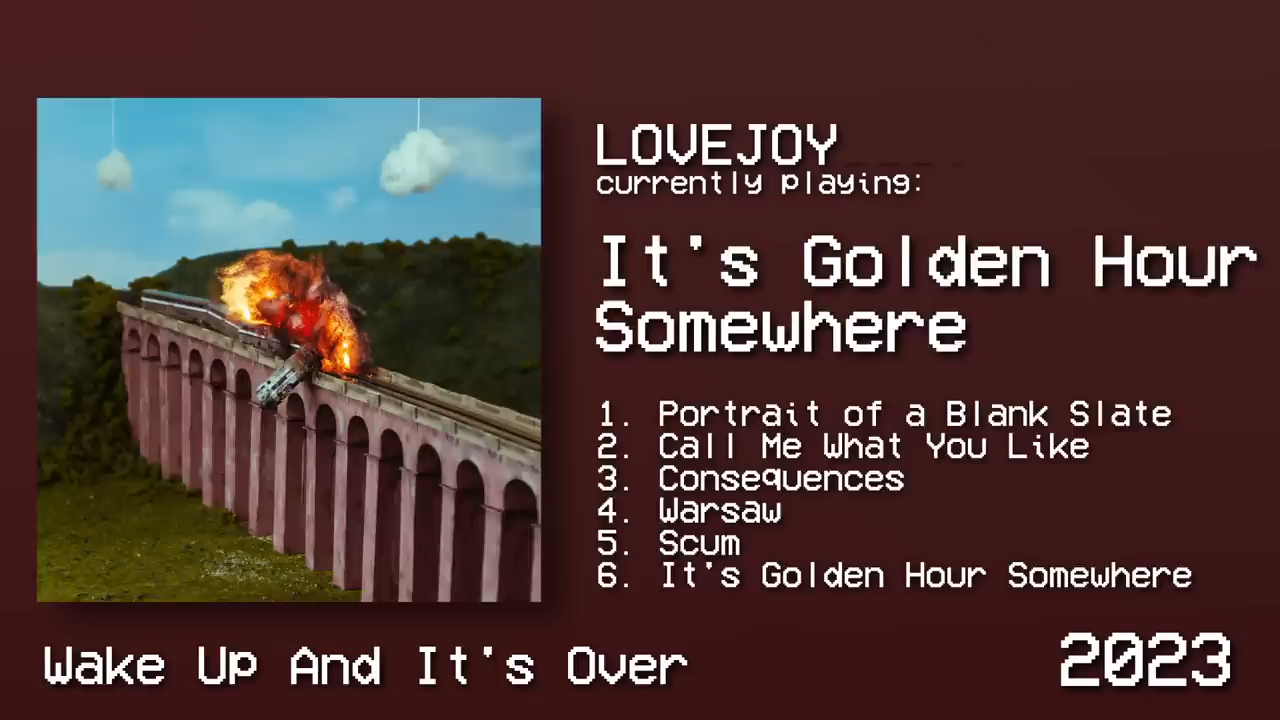 LOVEJOY
currently playing:
It's Golden Hour
Somewhere
1. Portrait of a Blank Slate
2. Call Me What You Like
3. Consequences
4. Warsaw
5. Scum
6. It's Golden Hour Somewhere
Wake Up And It's Over
2023